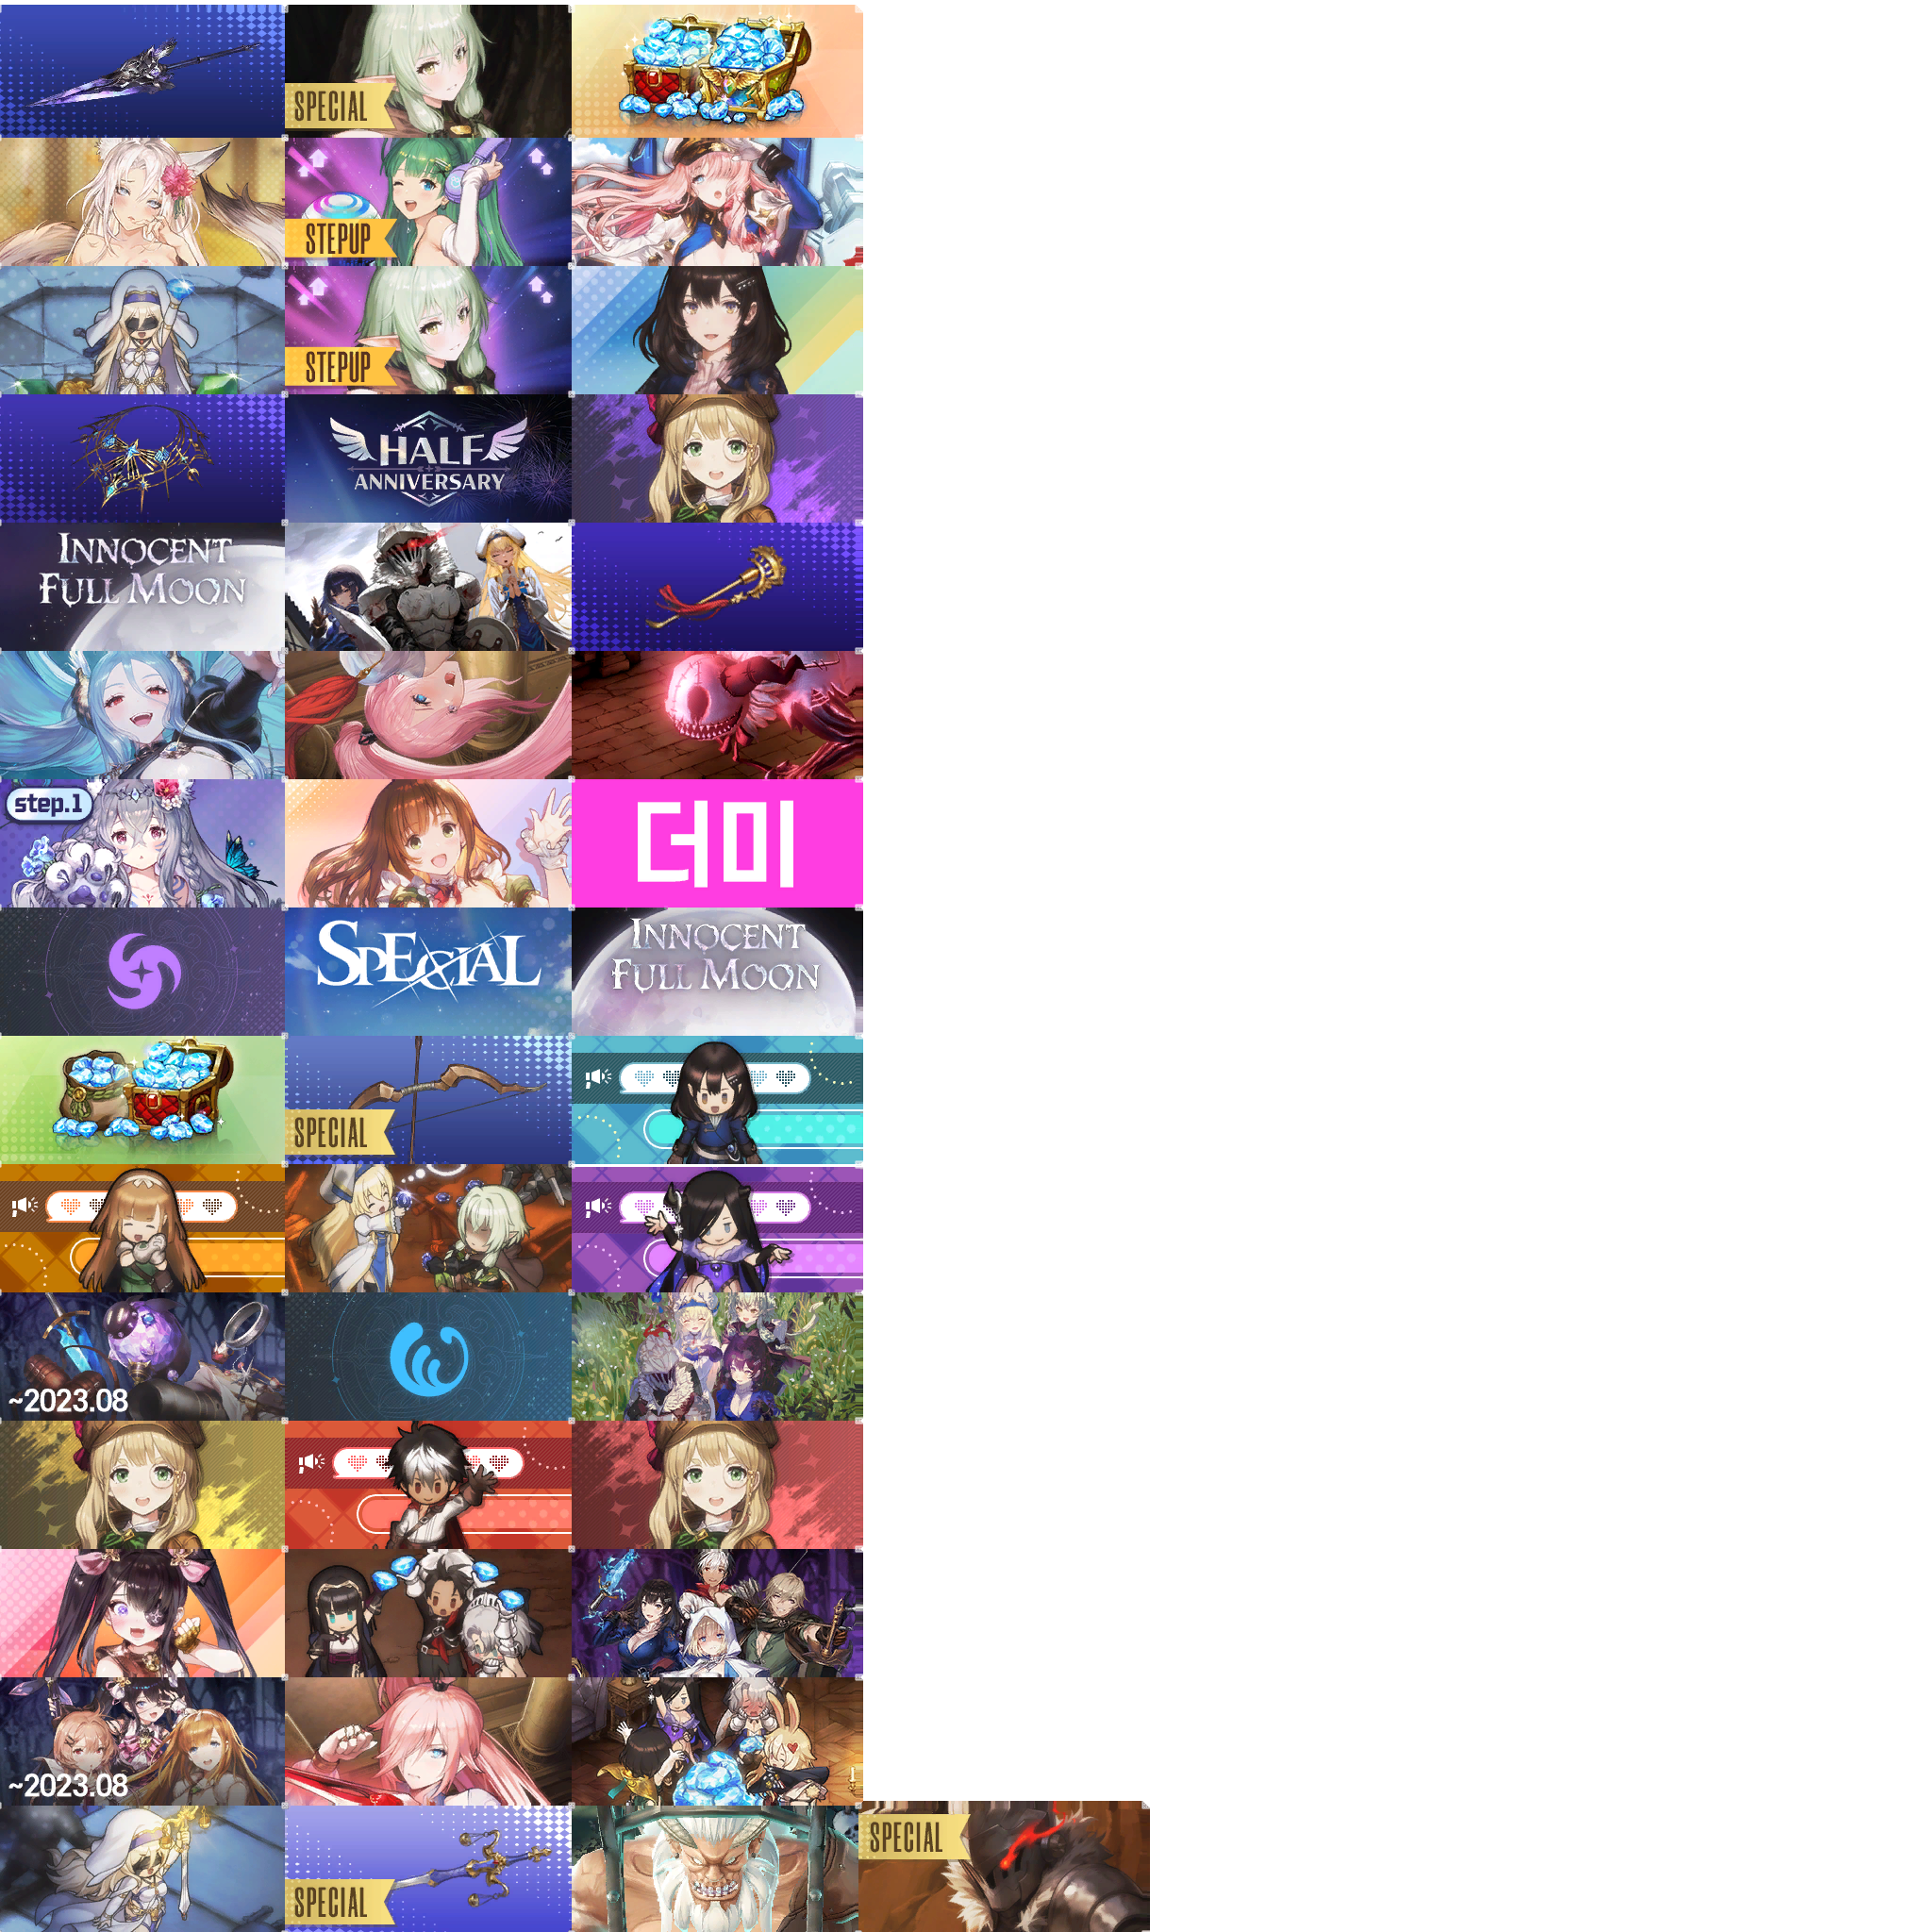 SPECIAL
STEPUP
STEPUP
HALF
ANNIVERSARY
INNOCENT
FULL MOON
step.1
더미
SPECIAL
INNOCENT
FULL MOON
SPECIAL
~2023.08
~2023.08
SPECIAL
SPECIAL